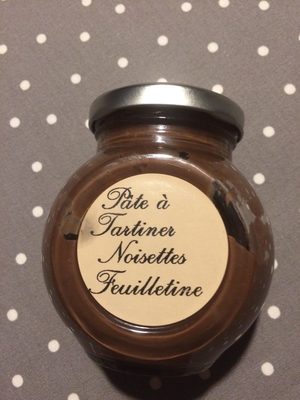 Pâte à
Tartiner
Noisettes
Feuilletine